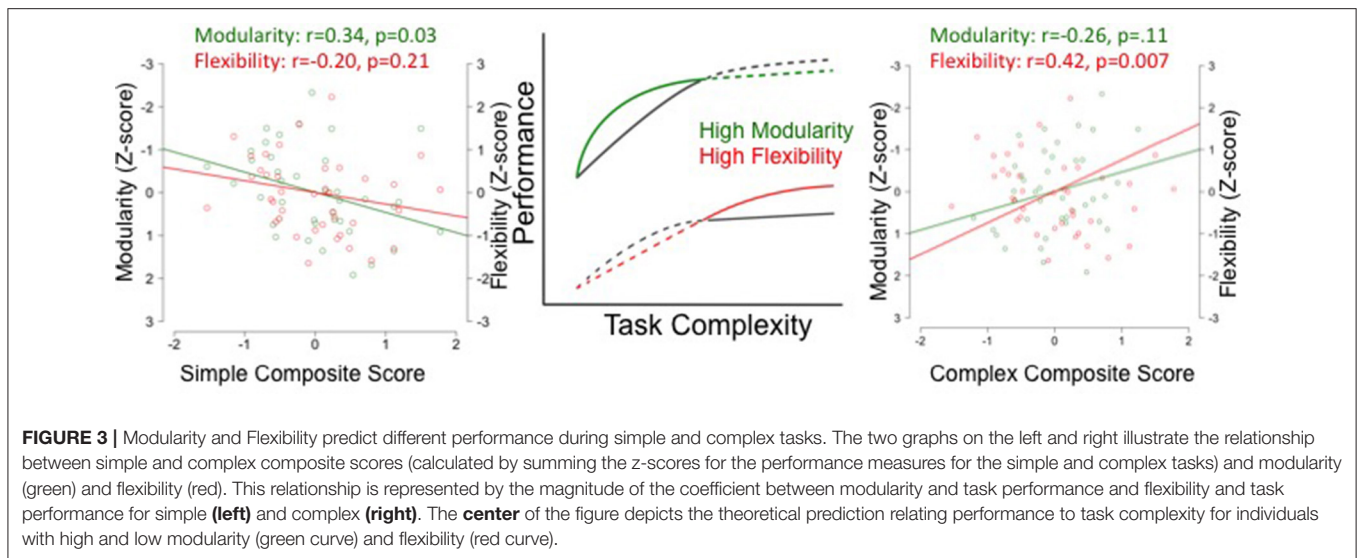 Modularity: r=0.34, p=0.03
Flexibility: r=-0.20, p=0.21
Modularity (Z-score)
-3
-2
-1
0
1
2
3
3
2
1
0
-1
-2
-3
Flexibility (Z-score)
-2
-1
0
1
2
Simple Composite Score
Performance
High Modularity
High Flexibility
Task Complexity
Modularity: r=-0.26, p=.11
Flexibility: r=0.42, p=0.007
Modularity (Z-score)
-3
-2
-1
0
1
2
3
3
2
1
0
-1
-2
-3
Flexibility (Z-score)
-2
-1
0
1
2
Complex Composite Score
FIGURE 3 | Modularity and Flexibility predict different performance during simple and complex tasks. The two graphs on the left and right illustrate the relationship
between simple and complex composite scores (calculated by summing the z-scores for the performance measures for the simple and complex tasks) and modularity
(green) and flexibility (red). This relationship is represented by the magnitude of the coefficient between modularity and task performance and flexibility and task
performance for simple (left) and complex (right). The center of the figure depicts the theoretical prediction relating performance to task complexity for individuals
with high and low modularity (green curve) and flexibility (red curve).